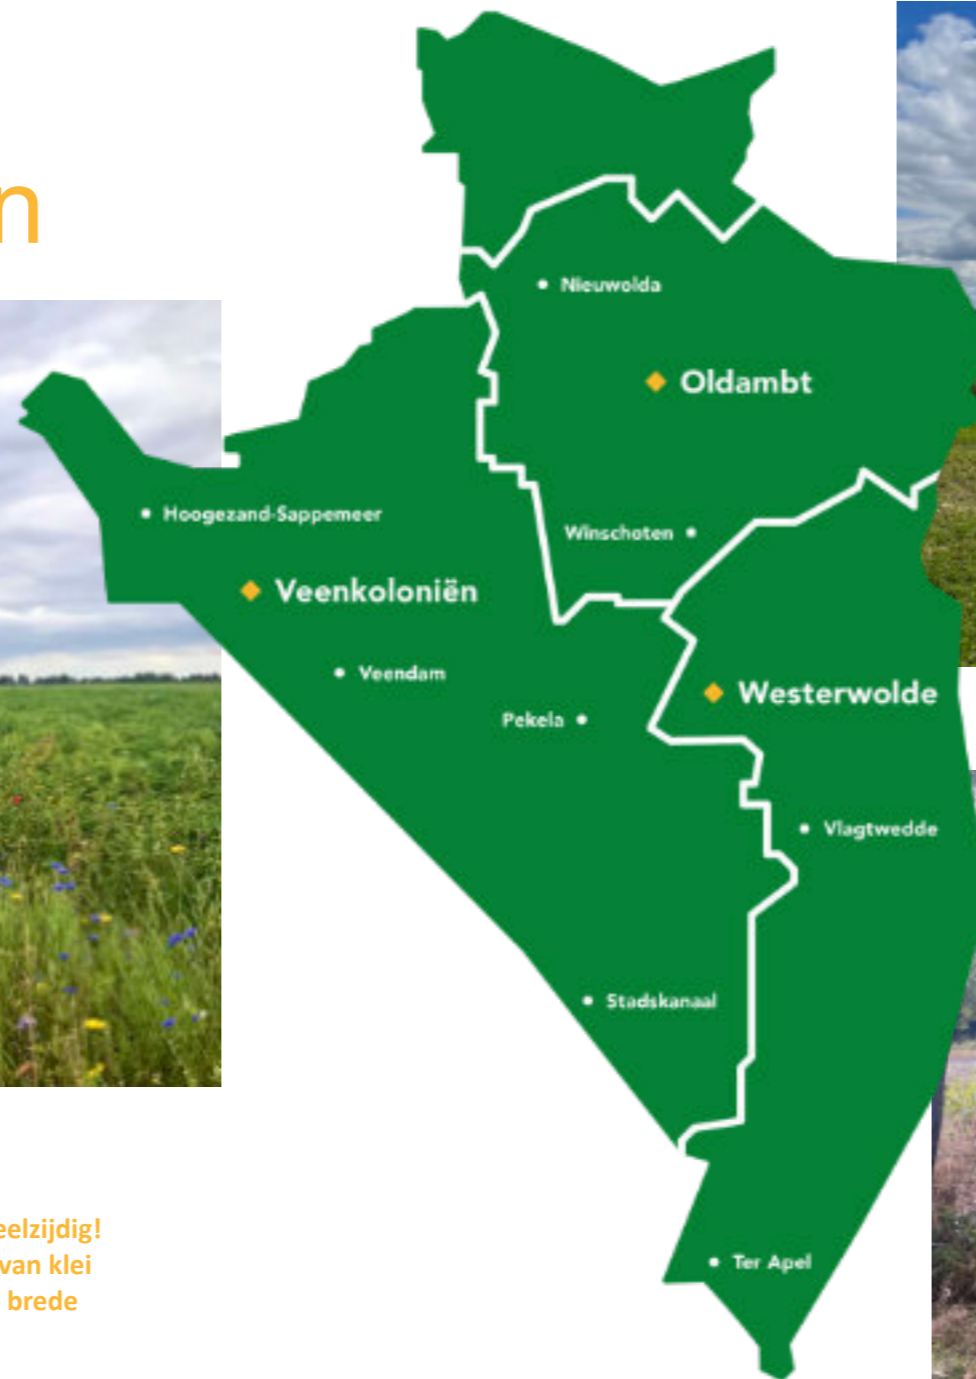 n
Nieuwolda
Oldambt
Hoogezand-Sappemeer
Winschoten
Veenkoloniën
Veendam
Westerwolde
Pekela
Vlagtwedde
Stadskanaal
eelzijdig!
van klei
brede
Ter Apel